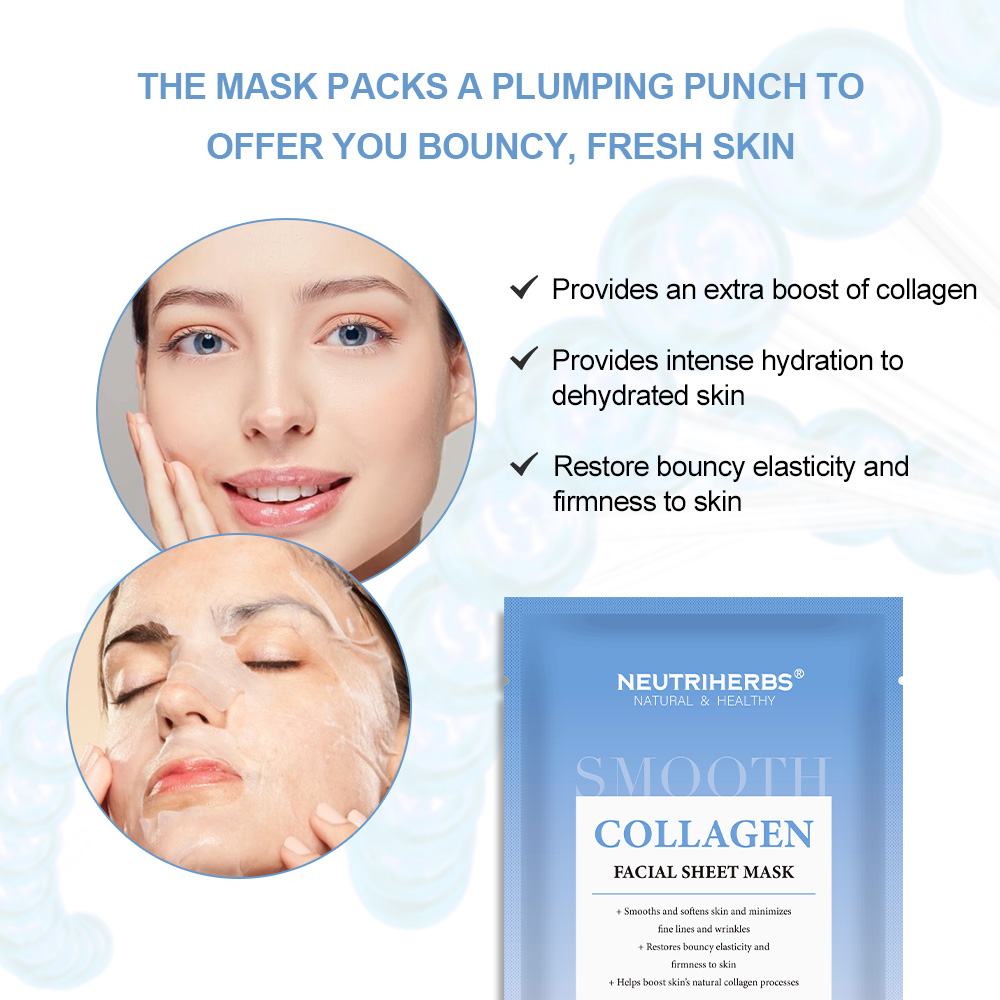 THE MASK PACKS A PLUMPING PUNCH TO
OFFER YOU BOUNCY, FRESH SKIN
Provides an extra boost of collagen
Provides intense hydration to
dehydrated skin
Restore bouncy elasticity and
firmness to skin
NEUTRIHERBS®
NATURAL & HEALTHY
SMOOTH
COLLAGEN
FACIAL SHEET MASK
+ Smooths and softens skin and minimizes
fine lines and wrinkles
+ Restores bouncy elasticity and
firmness to skin
+ Helps boost skin's natural collagen processes